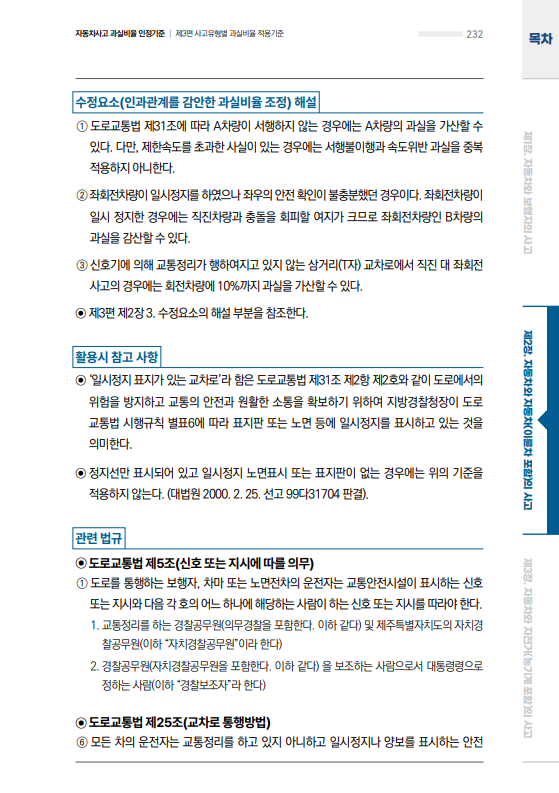 자동차사고 과실비율 인정기준 | 제3편 사고유형별 과실비율 적용기준
232
목차
수정요소(인과관계를 감안한 과실비율 조정) 해설
① 도로교통법 제31조에 따라 A차량이 서행하지 않는 경우에는 A차량의 과실을 가산할 수
있다. 다만, 제한속도를 초과한 사실이 있는 경우에는 서행불이행과 속도위반 과실을 중복
적용하지 아니한다.
② 좌회전차량이 일시정지를 하였으나 좌우의 안전 확인이 불충분했던 경우이다. 좌회전차량이
일시 정지한 경우에는 직진차량과 충돌을 회피할 여지가 크므로 좌회전차량인 B차량의
과실을 감산할 수 있다.
③ 신호기에 의해 교통정리가 행하여지고 있지 않는 삼거리(T자) 교차로에서 직진 대 좌회전
사고의 경우에는 회전차량에 10%까지 과실을 가산할 수 있다.
◉ 제3편 제2장 3. 수정요소의 해설 부분을 참조한다.
활용시 참고 사항
◉ ‘일시정지 표지가 있는 교차로’라 함은 도로교통법 제31조 제2항 제2호와 같이 도로에서의
위험을 방지하고 교통의 안전과 원활한 소통을 확보하기 위하여 지방경찰청장이 도로
교통법 시행규칙 별표6에 따라 표지판 또는 노면 등에 일시정지를 표시하고 있는 것을
의미한다.
◉ 정지선만 표시되어 있고 일시정지 노면표시 또는 표지판이 없는 경우에는 위의 기준을
적용하지 않는다. (대법원 2000. 2. 25. 선고 99다31704 판결).
관련 법규
◉ 도로교통법 제5조(신호 또는 지시에 따를 의무)
① 도로를 통행하는 보행자, 차마 또는 노면전차의 운전자는 교통안전시설이 표시하는 신호
또는 지시와 다음 각 호의 어느 하나에 해당하는 사람이 하는 신호 또는 지시를 따라야 한다.
1. 교통정리를 하는 경찰공무원(의무경찰을 포함한다. 이하 같다) 및 제주특별자치도의 자치경
찰공무원(이하 “자치경찰공무원”이라 한다)
2. 경찰공무원(자치경찰공무원을 포함한다. 이하 같다) 을 보조하는 사람으로서 대통령령으로
정하는 사람(이하 “경찰보조자”라 한다)
◉ 도로교통법 제25조(교차로 통행방법)
⑥ 모든 차의 운전자는 교통정리를 하고 있지 아니하고 일시정지나 양보를 표시하는 안전
제1장. 자동차와 보행자의 사고
제2장. 자동차와 자동차(이륜차 포함)의 사고
제3장. 자동차와 자전거(농기계 포함)의 사고